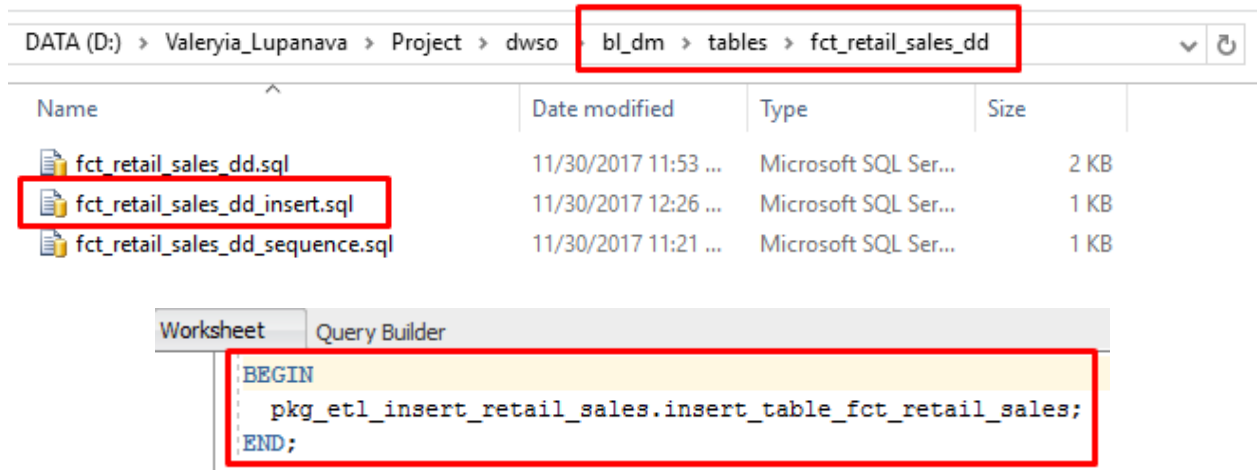 DATA (D:) > Valeryia_Lupanava > Project > dwso > bl_dm > tables > fct_retail_sales_dd
Name Date modified Type Size
fct_retail_sales_dd.sql 11/30/2017 11:53 ... Microsoft SQL Ser... 2 KB
fct_retail_sales_dd_insert.sql 11/30/2017 12:26 ... Microsoft SQL Ser... 1 KB
fct_retail_sales_dd_sequence.sql 11/30/2017 11:21 ... Microsoft SQL Ser... 1 KB
Worksheet Query Builder
BEGIN
pkg_etl_insert_retail_sales.insert_table_fct_retail_sales;
END;